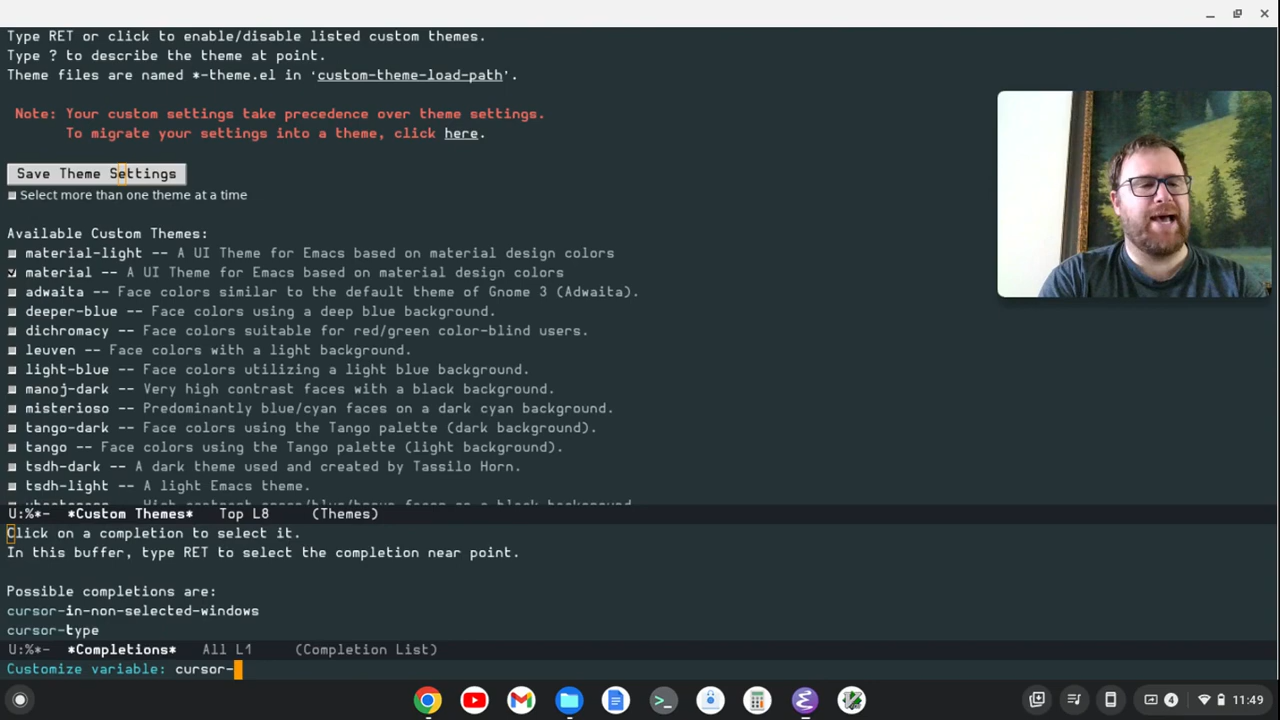 Type RET or click to enable/disable listed custom themes.
Type ? to describe the theme at point.
Theme files are named *-theme.el in ‘custom-theme-load-path’.
Note: Your custom settings take precedence over theme settings.
To migrate your settings into a theme, click here.
Save Theme Settings
Select more than one theme at a time
Available Custom Themes:
material-light -- A UI Theme for Emacs based on material design colors
material -- A UI Theme for Emacs based on material design colors
adwaita -- Face colors similar to the default theme of Gnome 3 (Adwaita).
deeper-blue -- Face colors using a deep blue background.
dichromacy -- Face colors suitable for red/green color-blind users.
leuven -- Face colors with a light background.
light-blue -- Face colors utilizing a light blue background.
manoj-dark -- Very high contrast faces with a black background.
misterioso -- Predominantly blue/cyan faces on a dark cyan background.
tango-dark -- Face colors using the Tango palette (dark background).
tango -- Face colors using the Tango palette (light background).
tsdh-dark -- A dark theme used and created by Tassilo Horn.
tsdh-light -- A light Emacs theme.
U:%*- *Custom Themes* Top L8 (Themes)
Click on a completion to select it.
In this buffer, type RET to select the completion near point.
Possible completions are:
cursor-in-non-selected-windows
cursor-type
U:%*- *Completions* All L1 (Completion List)
Customize variable: cursor-
4 11:49